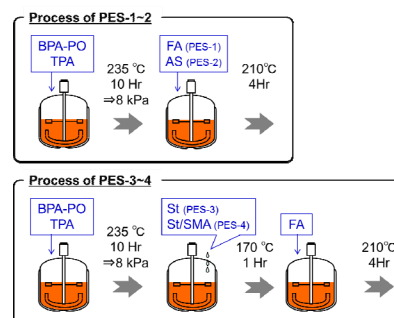 Process of PES-1~2
BPA-PO
TPA
235 ℃
10 Hr
⇒8 kPa
FA (PES-1)
AS (PES-2)
210℃
4Hr
Process of PES-3~4
BPA-PO
TPA
235 ℃
10 Hr
⇒8 kPa
St (PES-3)
St/SMA (PES-4)
170 ℃
1 Hr
FA
210℃
4Hr